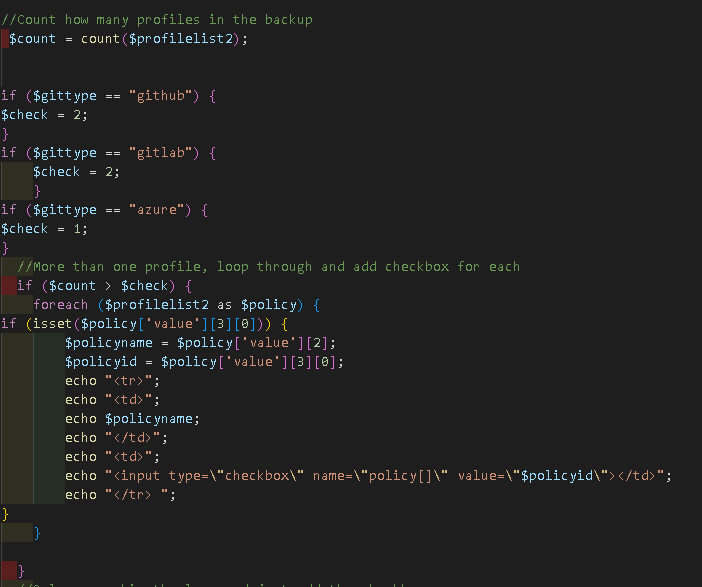 //Count how many profiles in the backup
$count = count($profilelist2);
if ($gittype == "github") {
$check = 2;
}
if ($gittype == "gitlab") {
$check = 2;
}
if ($gittype == "azure") {
$check = 1;
}
//More than one profile, loop through and add checkbox for each
if ($count > $check) {
foreach ($profilelist2 as $policy) {
if (isset($policy['value'][3][0])) {
$policyname = $policy['value'][2];
$policyid = $policy['value'][3][0];
echo "<tr>";
echo "<td>";
echo $policyname;
echo "</td>";
echo "<td>";
echo "<input type=\"checkbox\" name=\"policy[]\" value=\"$policyid\"></td>";
echo "</tr> ";
}
}
}